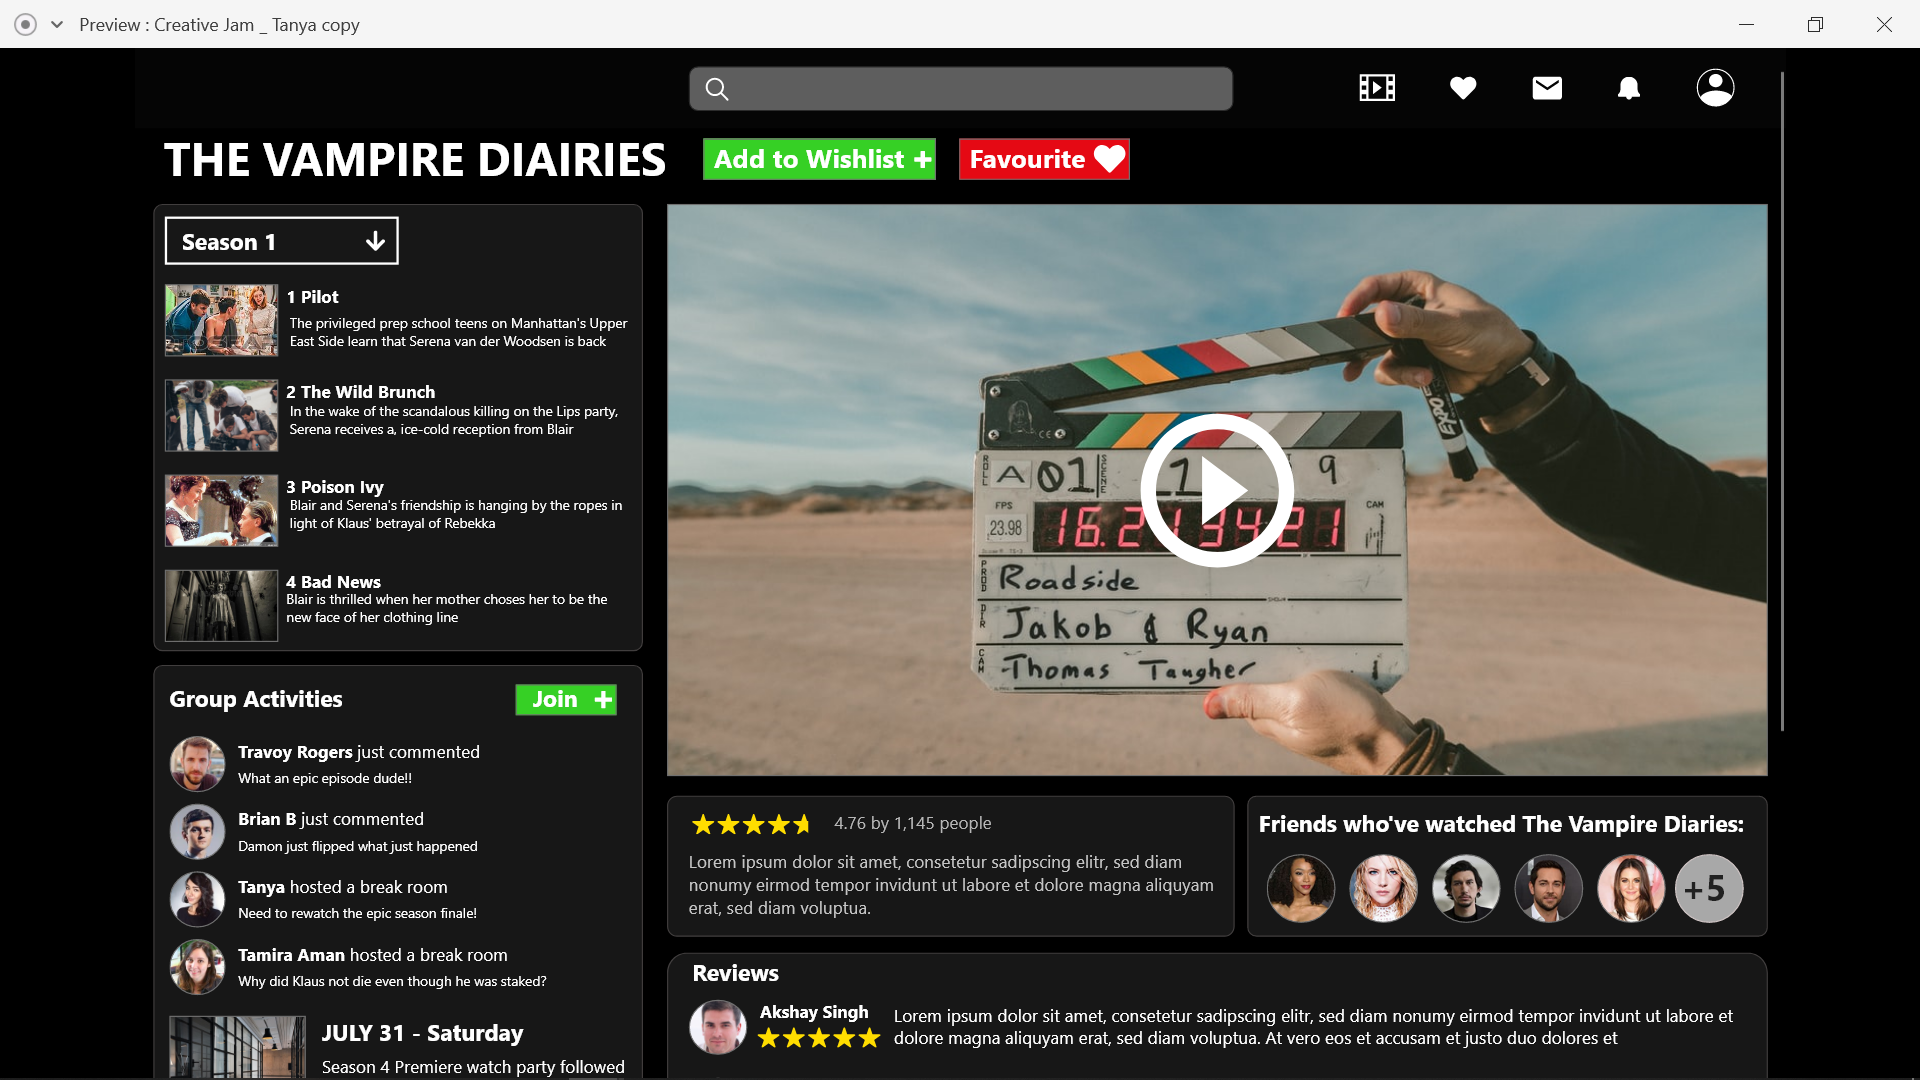 Preview : Creative Jam _ Tanya copy
THE VAMPIRE DIAIRIES
Add to Wishlist +
Favourite
Season 1
1 Pilot
The privileged prep school teens on Manhattan's Upper
East Side learn that Serena van der Woodsen is back
2 The Wild Brunch
In the wake of the scandalous killing on the Lips party,
Serena receives a, ice-cold reception from Blair
3 Poison Ivy
Blair and Serena's friendship is hanging by the ropes in
light of Klaus' betrayal of Rebekka
4 Bad News
Blair is thrilled when her mother choses her to be the
new face of her clothing line
Group Activities
Join +
Travoy Rogers just commented
What an epic episode dude!!
Brian B just commented
Damon just flipped what just happened
Tanya hosted a break room
Need to rewatch the epic season finale!
Tamira Aman hosted a break room
Why did Klaus not die even though he was staked?
JULY 31 - Saturday
Season 4 Premiere watch party followed
EXPO
ROLL
A 01
SCENE
1
9
FPS
23.98
CAM
PROD
Roadside
DIR
Jakob & Ryan
CAM
Thomas Taugher
4.76 by 1,145 people
Lorem ipsum dolor sit amet, consetetur sadipscing elitr, sed diam
nonumy eirmod tempor invidunt ut labore et dolore magna aliquyam
erat, sed diam voluptua.
Friends who've watched The Vampire Diaries:
+5
Reviews
Akshay Singh
Lorem ipsum dolor sit amet, consetetur sadipscing elitr, sed diam nonumy eirmod tempor invidunt ut labore et
dolore magna aliquyam erat, sed diam voluptua. At vero eos et accusam et justo duo dolores et